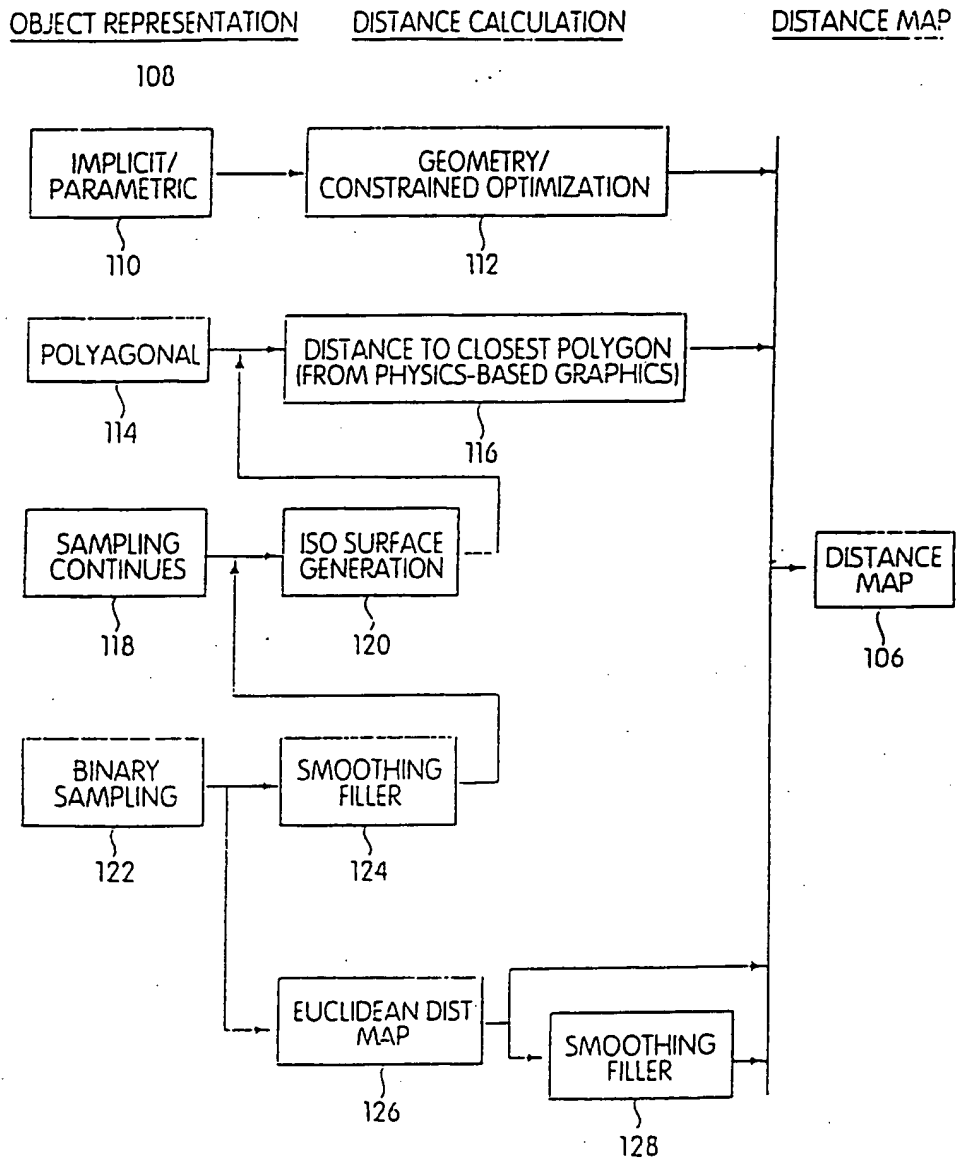 OBJECT REPRESENTATION
DISTANCE CALCULATION
DISTANCE MAP
108
IMPLICIT/
PARAMETRIC
110
GEOMETRY/
CONSTRAINED OPTIMIZATION
112
POLYAGONAL
114
DISTANCE TO CLOSEST POLYGON
(FROM PHYSICS-BASED GRAPHICS)
116
SAMPLING
CONTINUES
118
ISO SURFACE
GENERATION
120
DISTANCE
MAP
106
BINARY
SAMPLING
122
SMOOTHING
FILLER
124
EUCLIDEAN DIST
MAP
126
SMOOTHING
FILLER
128